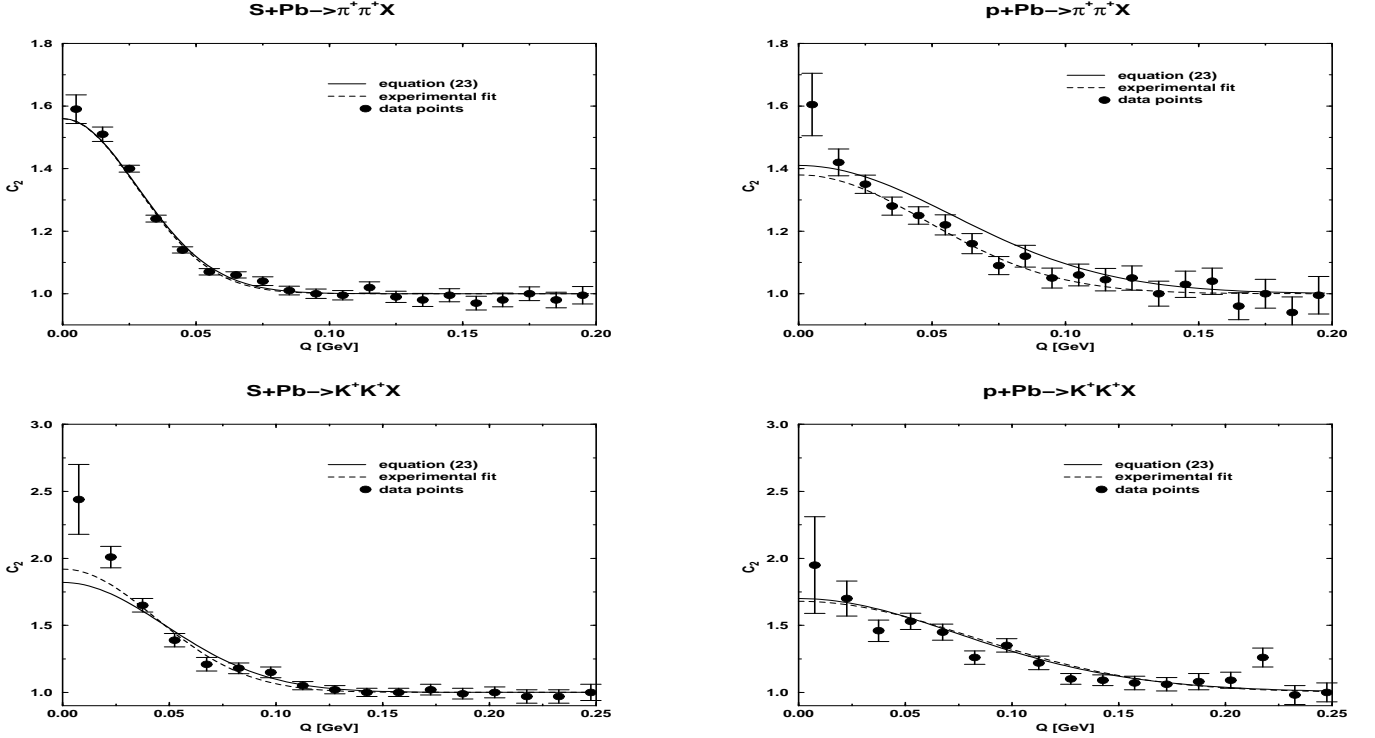 S+Pb−>π⁺π⁺X
1.8
1.6
1.4
1.2
1.0
C₂
equation (23)
experimental fit
data points
0.00 0.05 0.10 0.15 0.20
Q [GeV]
p+Pb−>π⁺π⁺X
1.8
1.6
1.4
1.2
1.0
C₂
equation (23)
experimental fit
data points
0.00 0.05 0.10 0.15 0.20
Q [GeV]
S+Pb−>K⁺K⁺X
3.0
2.5
2.0
1.5
1.0
C₂
equation (23)
experimental fit
data points
0.00 0.05 0.10 0.15 0.20 0.25
Q [GeV]
p+Pb−>K⁺K⁺X
3.0
2.5
2.0
1.5
1.0
C₂
equation (23)
experimental fit
data points
0.00 0.05 0.10 0.15 0.20 0.25
Q [GeV]